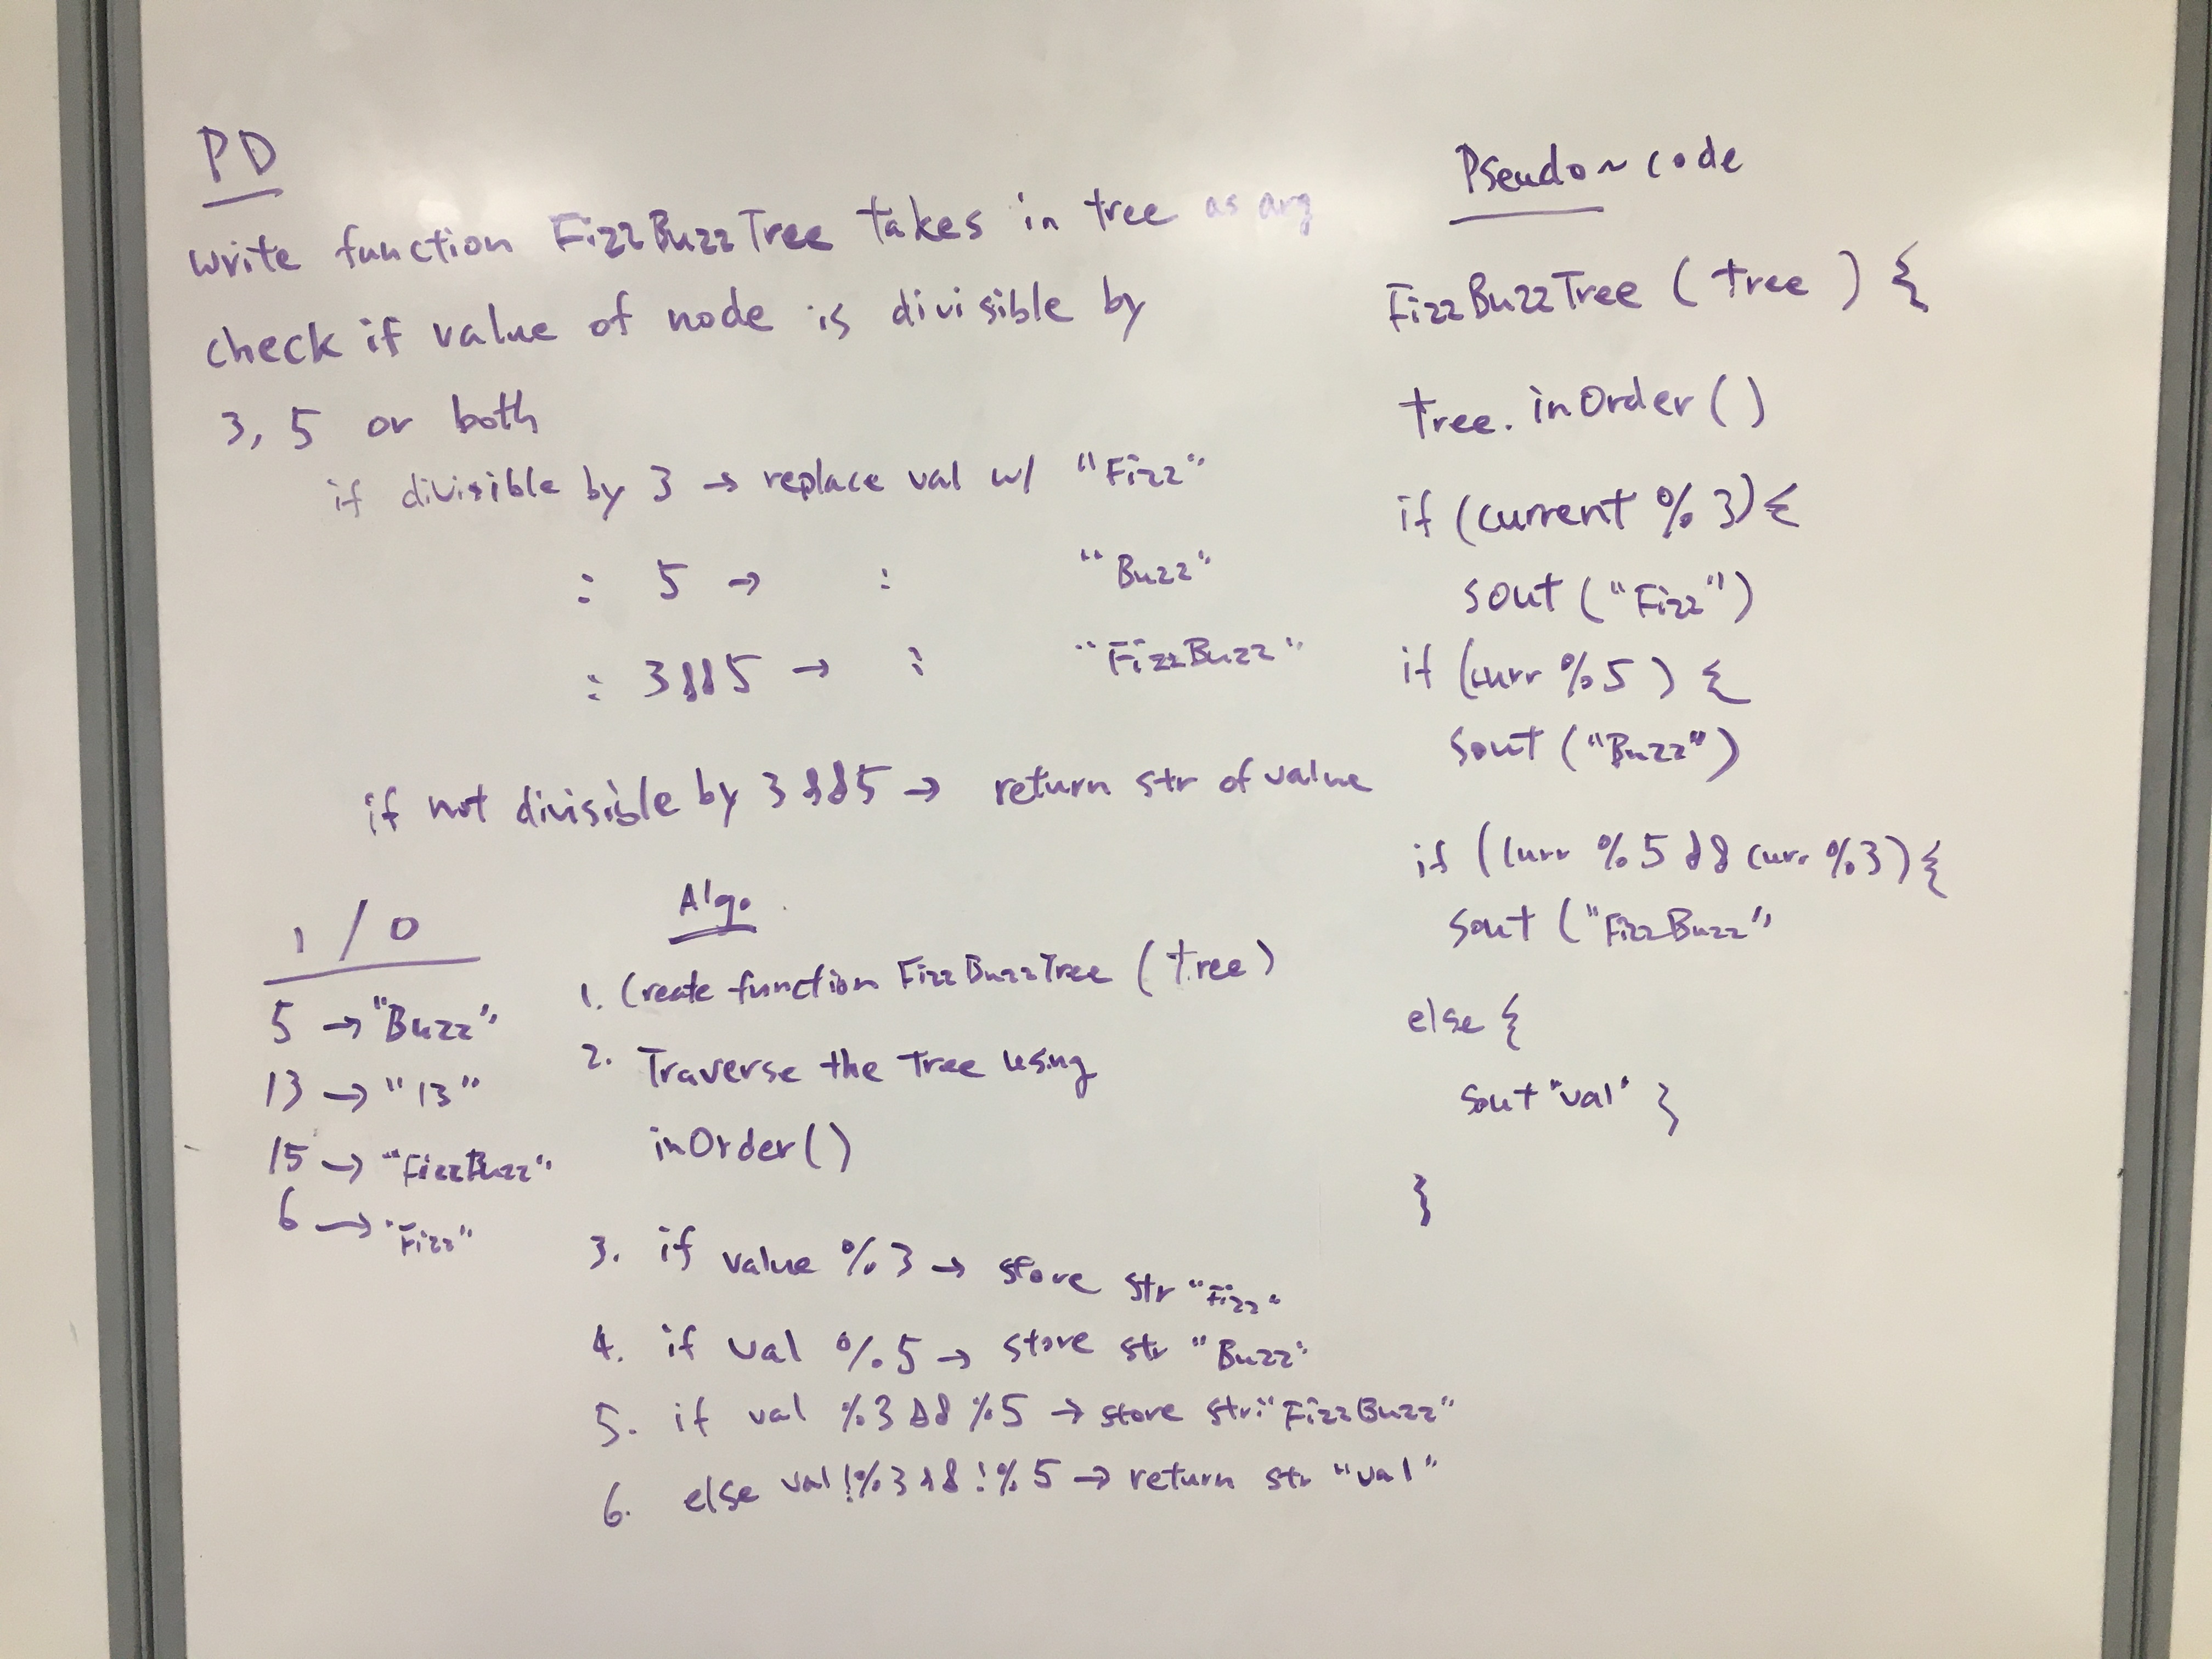 PD
write function FizzBuzzTree takes in tree as arg
check if value of node is divisible by
3, 5 or both
if divisible by 3 → replace val w/ "Fizz"
: 5 → : "Buzz"
: 3&&5 → : "FizzBuzz"
if not divisible by 3&&5 → return str of value
I/O
5 → "Buzz"
13 → "13"
15 → "FizzBuzz"
6 → "Fizz"
Algo
1. Create function FizzBuzzTree (tree)
2. Traverse the tree using
inOrder()
3. if value %3 → store str "Fizz"
4. if val %5 → store str "Buzz"
5. if val %3 && %5 → store str: "FizzBuzz"
6. else val !%3 && !%5 → return str "val"
Pseudo~code
FizzBuzzTree (tree) {
tree.inOrder()
if (current % 3) {
sout ("Fizz")
if (curr %5) {
sout ("Buzz")
if (curr %5 && curr %3) {
sout ("FizzBuzz"
else {
sout "val" }
}